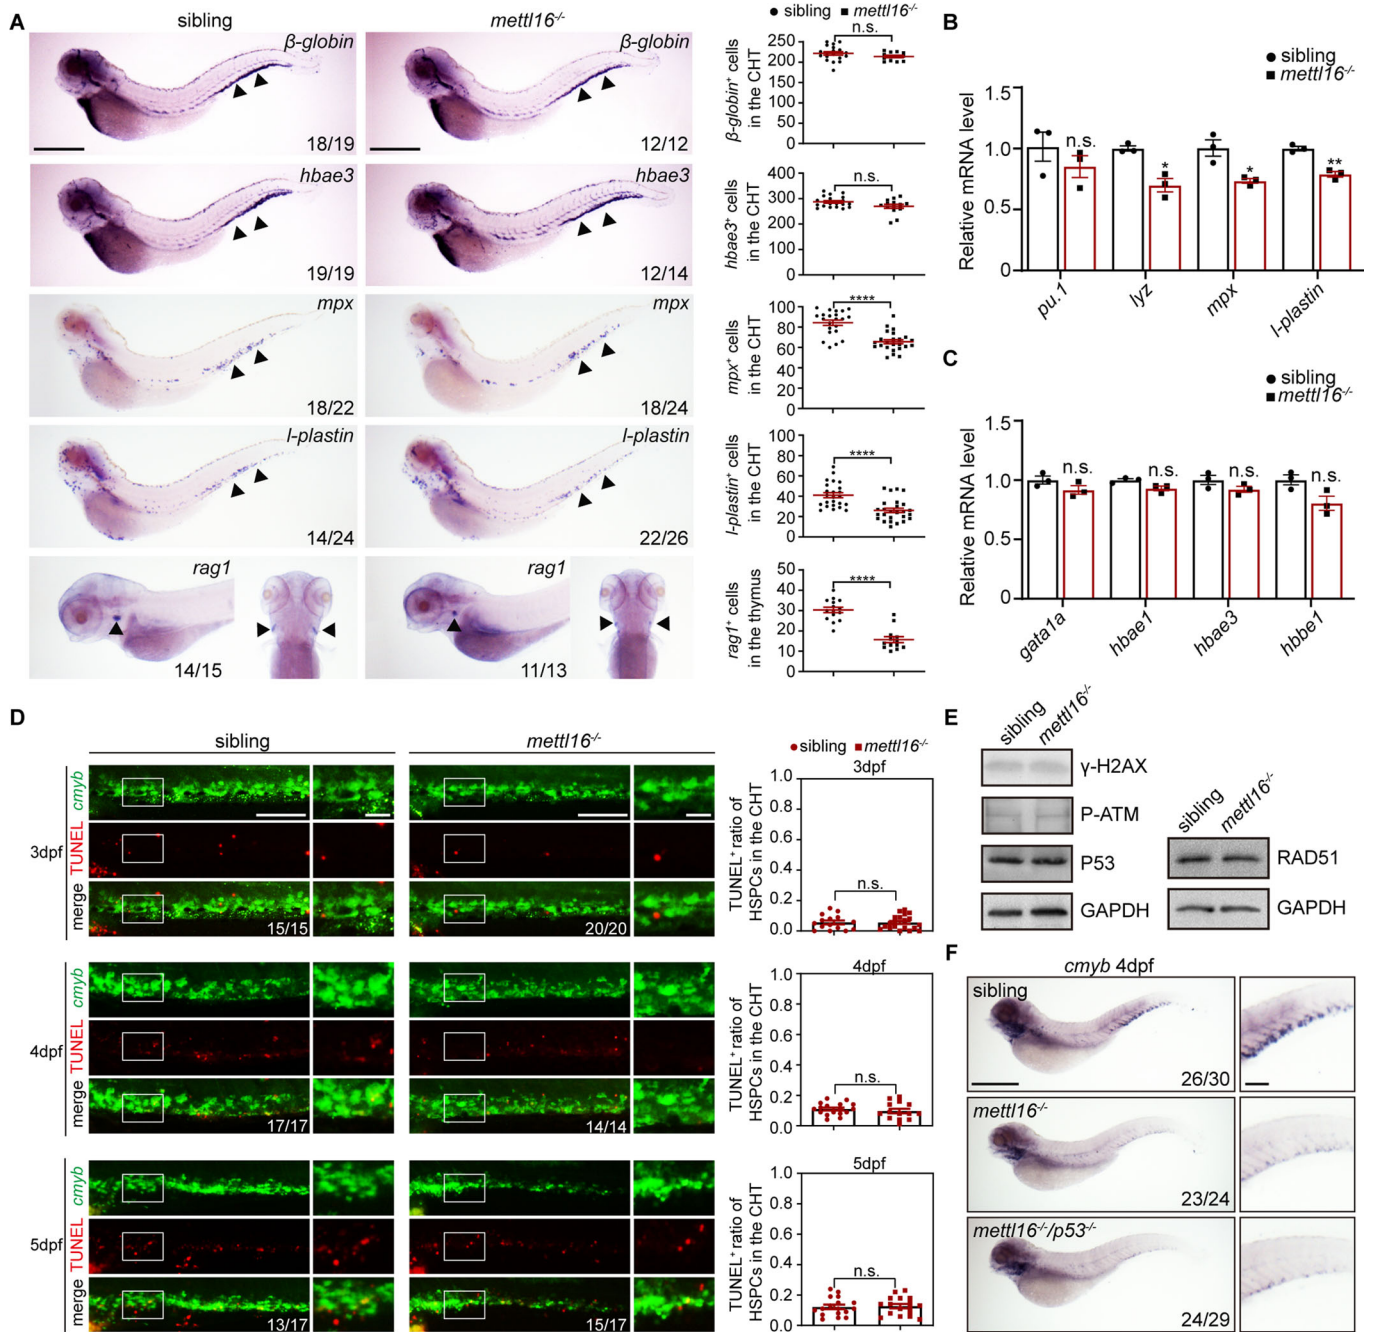 A
sibling
mettl16-/-
β-globin
18/19
β-globin
12/12
hbae3
19/19
hbae3
12/14
mpx
18/22
mpx
18/24
l-plastin
14/24
l-plastin
22/26
rag1
14/15
rag1
11/13
sibling mettl16-/-
n.s.
β-globin+ cells
in the CHT
250
200
150
200
250
0
n.s.
hbae3+ cells
in the CHT
400
300
200
400
0
****
mpx+ cells
in the CHT
100
80
60
40
20
0
****
l-plastin+ cells
in the CHT
100
80
60
40
20
0
****
rag1+ cells
in the thymus
50
40
30
20
10
0
B
sibling
mettl16-/-
Relative mRNA level
1.5
1.0
0.5
0
n.s.
*
*
**
pu.1
lyz
mpx
l-plastin
C
sibling
mettl16-/-
Relative mRNA level
1.5
1.0
0.5
0
n.s.
n.s.
n.s.
n.s.
gata1a
hbae1
hbae3
hbbe1
D
sibling
mettl16-/-
3dpf
cmyb
TUNEL
merge
15/15
20/20
4dpf
cmyb
TUNEL
merge
17/17
14/14
5dpf
cmyb
TUNEL
merge
13/17
15/17
sibling mettl16-/-
3dpf
TUNEL+ ratio of
HSPCs in the CHT
1.0
0.8
0.6
0.4
0.2
0.0
n.s.
4dpf
TUNEL+ ratio of
HSPCs in the CHT
1.0
0.8
0.6
0.4
0.2
0.0
n.s.
5dpf
TUNEL+ ratio of
HSPCs in the CHT
1.0
0.8
0.6
0.4
0.2
0.0
n.s.
E
sibling
mettl16-/-
γ-H2AX
P-ATM
P53
GAPDH
sibling
mettl16-/-
RAD51
GAPDH
F
cmyb 4dpf
sibling
26/30
mettl16-/-
23/24
mettl16-/-/p53-/-
24/29